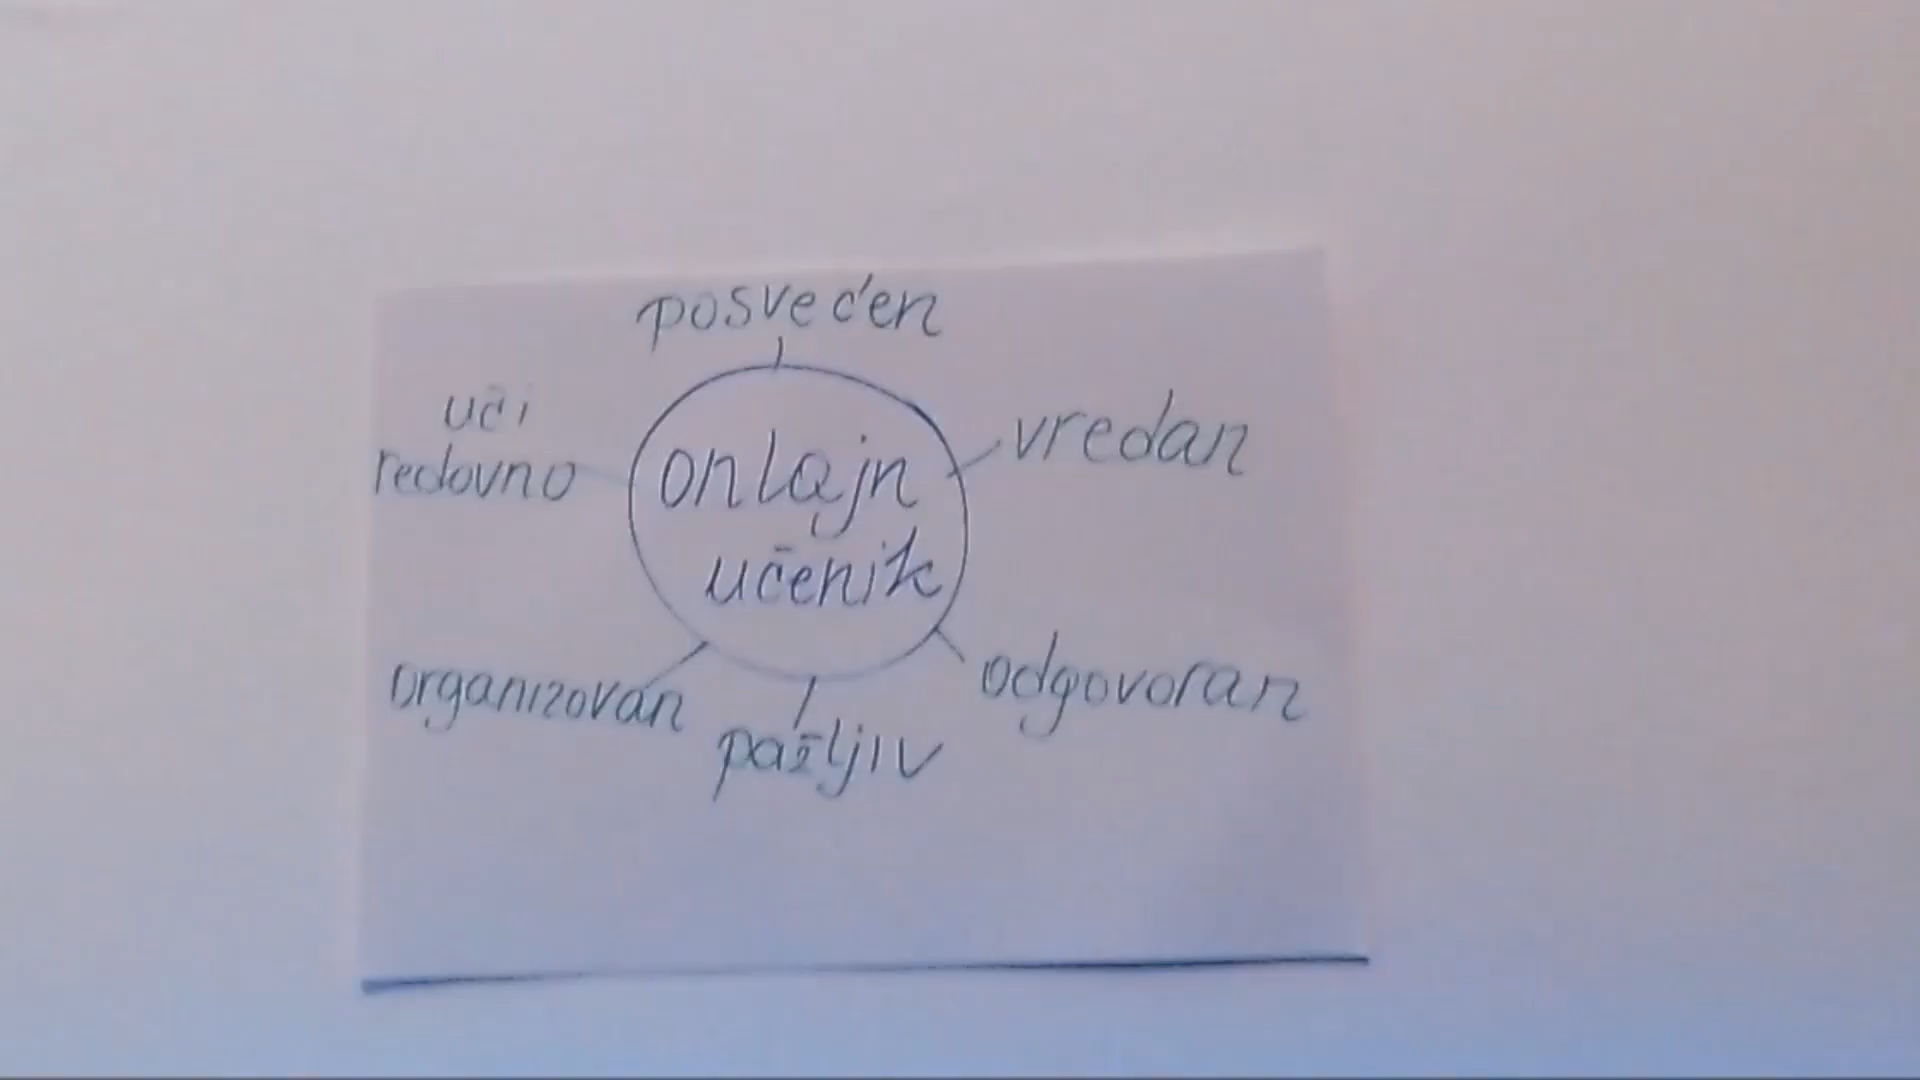 posvećen
uči
redovno
vredan
onlajn
učenik
organizovan
odgovoran
pažljiv